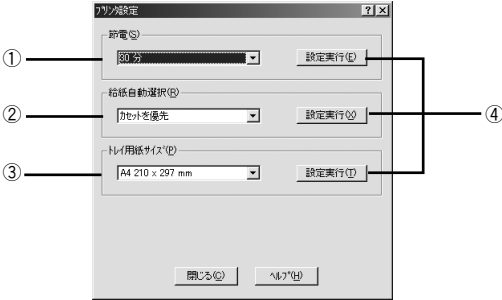 ﾌﾟﾘﾝﾀ設定
節電(S)
① 30 分 設定実行(E)
給紙自動選択(R)
② ｶｾｯﾄを優先 設定実行(X) ④
ﾄﾚｲ用紙ｻｲｽﾞ(P)
③ A4 210 x 297 mm 設定実行(T)
閉じる(C) ﾍﾙﾌﾟ(H)